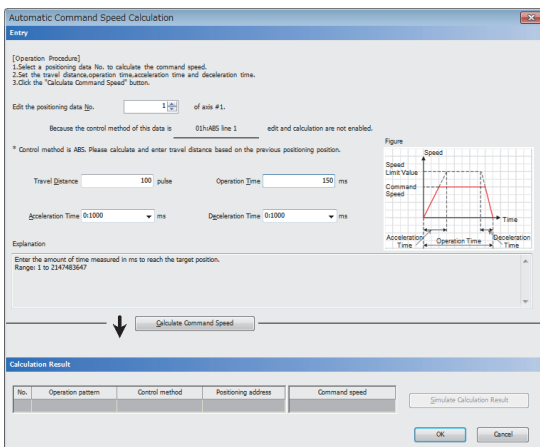 Automatic Command Speed Calculation
Entry
[Operation Procedure]
1.Select a positioning data No. to calculate the command speed.
2.Set the travel distance,operation time,acceleration time and deceleration time.
3.Click the "Calculate Command Speed" button.
Edit the positioning data No. 1 of axis #1.
Because the control method of this data is 01h:ABS line 1 edit and calculation are not enabled.
* Control method is ABS. Please calculate and enter travel distance based on the previous positioning position.
Travel Distance 100 pulse Operation Time 150 ms
Acceleration Time 0:1000 ms Deceleration Time 0:1000 ms
Figure
Speed
Speed
Limit Value
Command
Speed
Time
Acceleration
Time
Operation Time
Deceleration
Time
Explanation
Enter the amount of time measured in ms to reach the target position.
Range: 1 to 2147483647
Calculate Command Speed
Calculation Result
No. Operation pattern Control method Positioning address Command speed
Simulate Calculation Result
OK Cancel